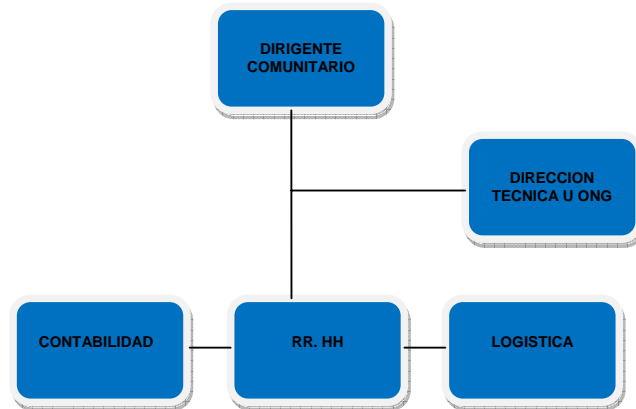 DIRIGENTE
COMUNITARIO
DIRECCION
TECNICA U ONG
CONTABILIDAD
RR. HH
LOGISTICA